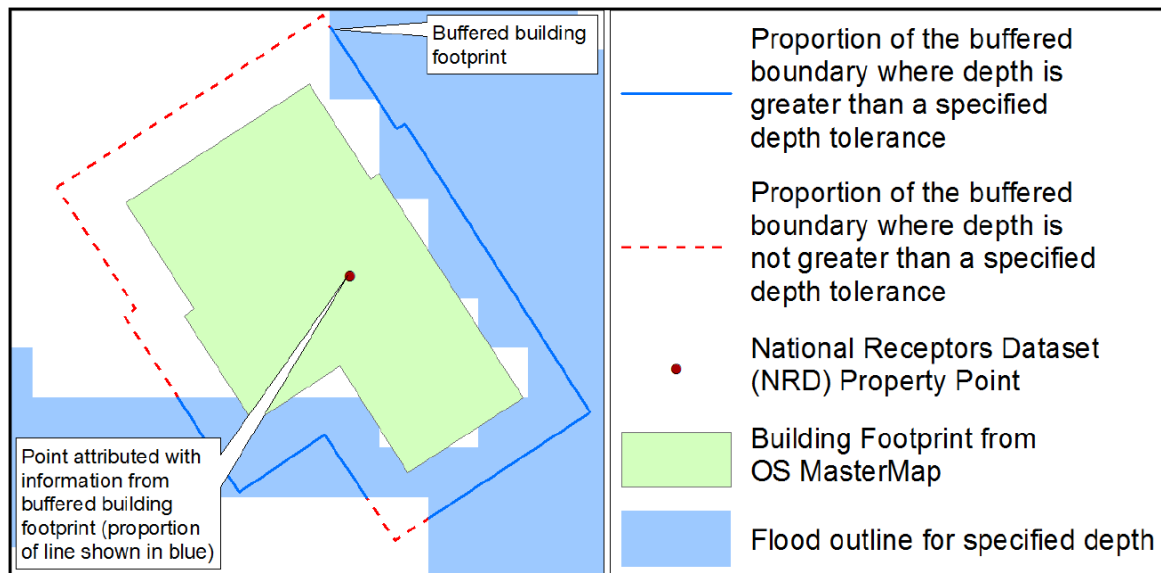 Buffered building
footprint
Point attributed with
information from
buffered building
footprint (proportion
of line shown in blue)
Proportion of the buffered
boundary where depth is
greater than a specified
depth tolerance
Proportion of the buffered
boundary where depth is
not greater than a specified
depth tolerance
National Receptors Dataset
(NRD) Property Point
Building Footprint from
OS MasterMap
Flood outline for specified depth